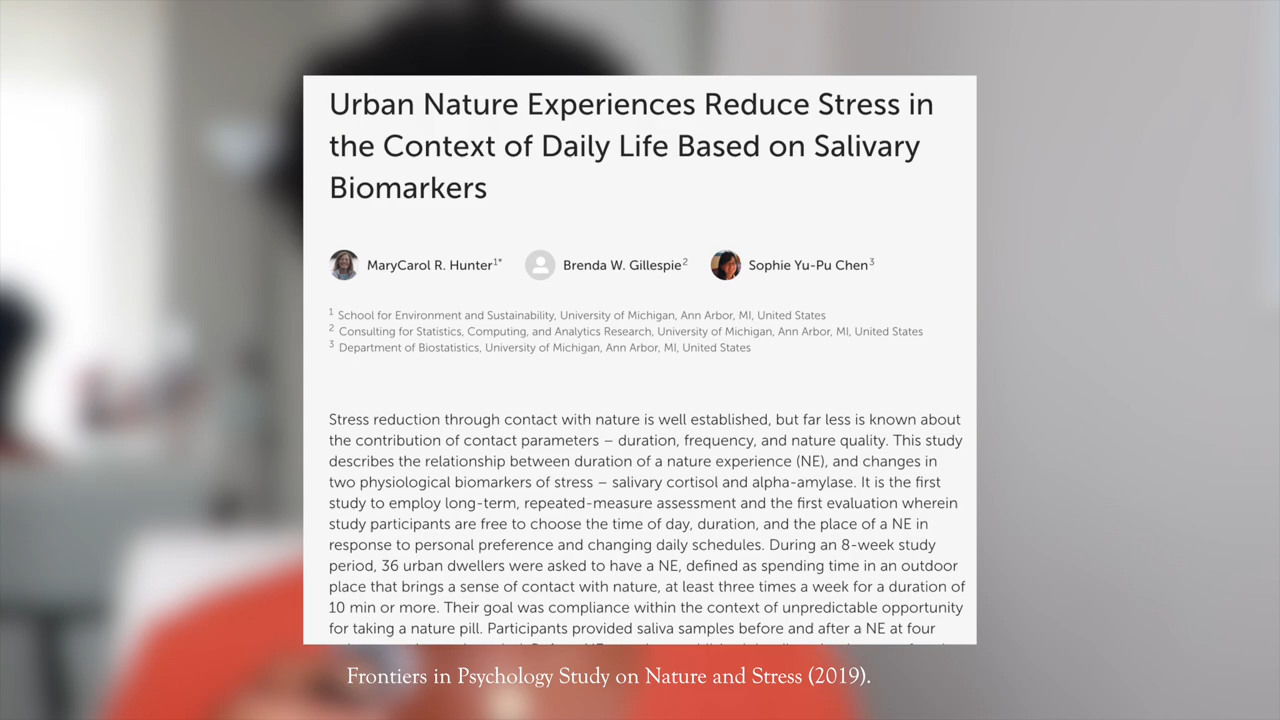 Urban Nature Experiences Reduce Stress in
the Context of Daily Life Based on Salivary
Biomarkers
MaryCarol R. Hunter1* Brenda W. Gillespie2 Sophie Yu-Pu Chen3
1 School for Environment and Sustainability, University of Michigan, Ann Arbor, MI, United States
2 Consulting for Statistics, Computing, and Analytics Research, University of Michigan, Ann Arbor, MI, United States
3 Department of Biostatistics, University of Michigan, Ann Arbor, MI, United States
Stress reduction through contact with nature is well established, but far less is known about
the contribution of contact parameters – duration, frequency, and nature quality. This study
describes the relationship between duration of a nature experience (NE), and changes in
two physiological biomarkers of stress – salivary cortisol and alpha-amylase. It is the first
study to employ long-term, repeated-measure assessment and the first evaluation wherein
study participants are free to choose the time of day, duration, and the place of a NE in
response to personal preference and changing daily schedules. During an 8-week study
period, 36 urban dwellers were asked to have a NE, defined as spending time in an outdoor
place that brings a sense of contact with nature, at least three times a week for a duration of
10 min or more. Their goal was compliance within the context of unpredictable opportunity
for taking a nature pill. Participants provided saliva samples before and after a NE at four
Frontiers in Psychology Study on Nature and Stress (2019).